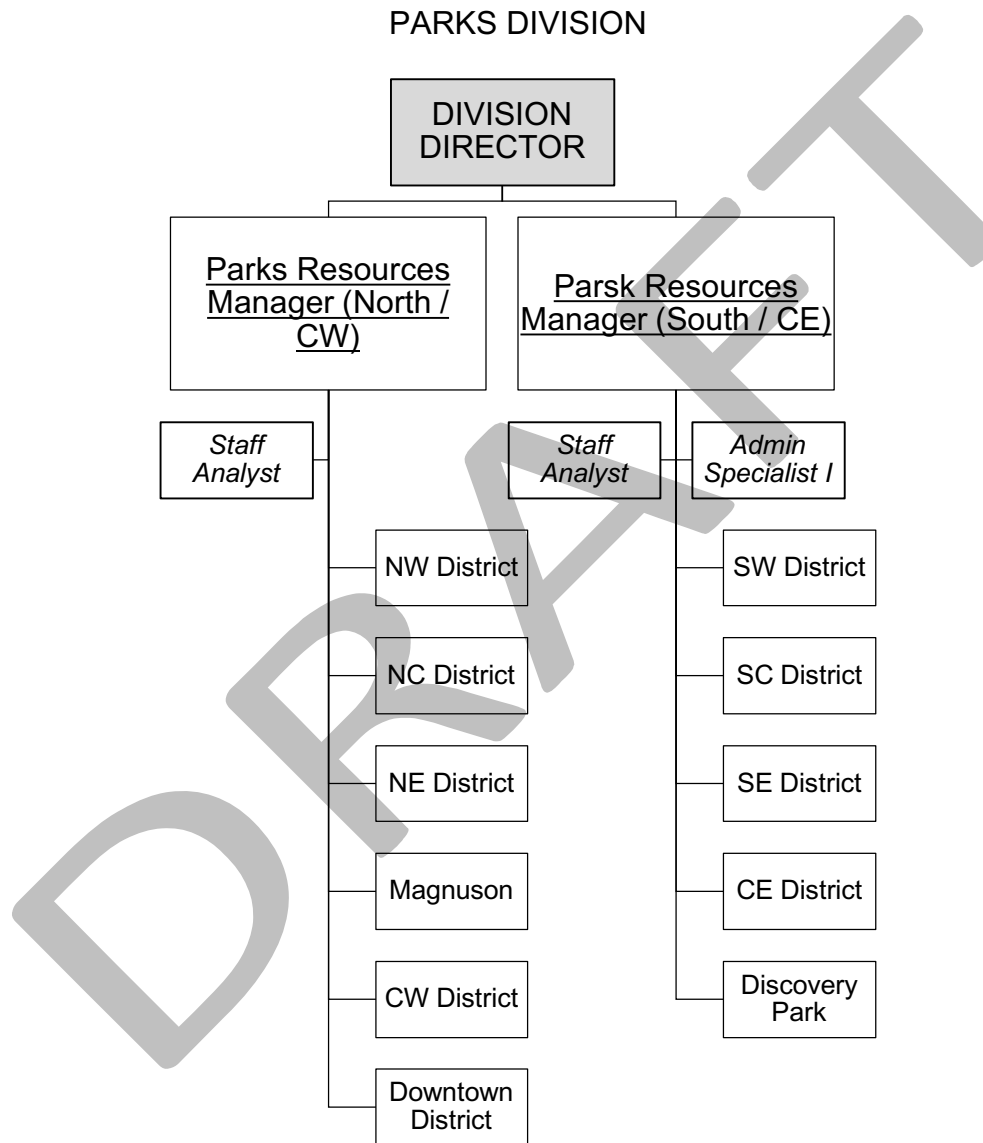 PARKS DIVISION
DIVISION
DIRECTOR
Parks Resources
Manager (North /
CW)
Parsk Resources
Manager (South / CE)
Staff
Analyst
Staff
Analyst
Admin
Specialist I
NW District
SW District
NC District
SC District
NE District
SE District
Magnuson
CE District
CW District
Discovery
Park
Downtown
District
DRAFT